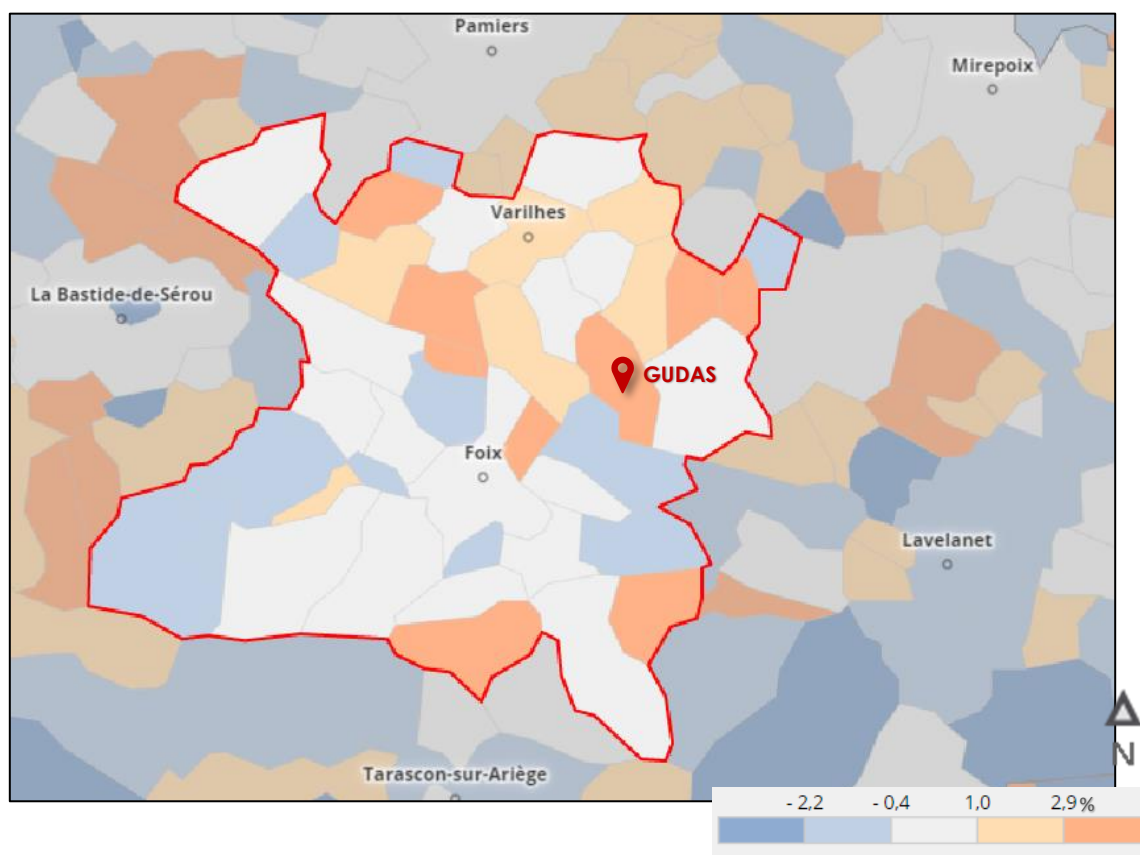 Pamiers
Mirepoix
Varilhes
La Bastide-de-Sérou
GUDAS
Foix
Lavelanet
Tarascon-sur-Ariège
N
- 2,2 - 0,4 1,0 2,9%